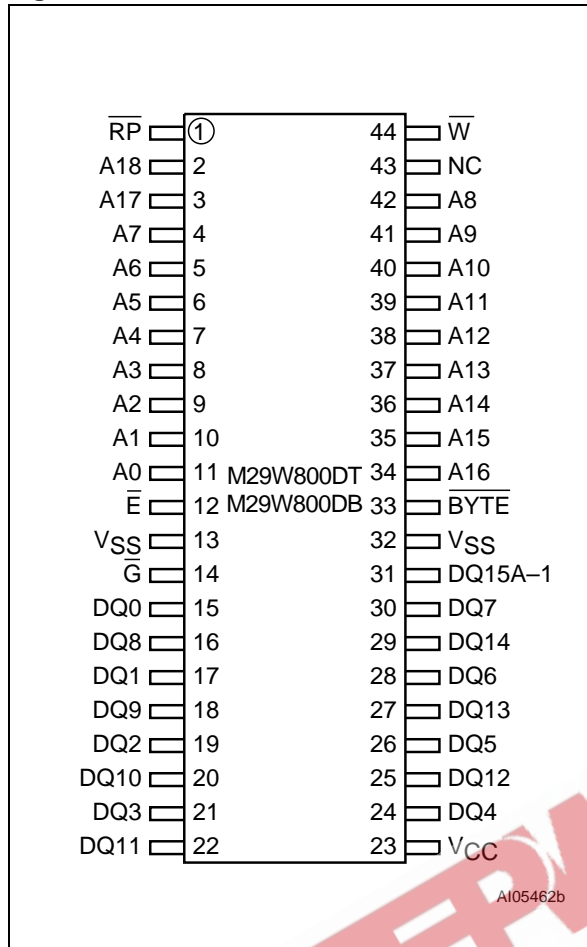 R̅P̅ 1 44 W̅
A18 2 43 NC
A17 3 42 A8
A7 4 41 A9
A6 5 40 A10
A5 6 39 A11
A4 7 38 A12
A3 8 37 A13
A2 9 36 A14
A1 10 35 A15
A0 11 M29W800DT 34 A16
E̅ 12 M29W800DB 33 B̅Y̅T̅E̅
VSS 13 32 VSS
G̅ 14 31 DQ15A–1
DQ0 15 30 DQ7
DQ8 16 29 DQ14
DQ1 17 28 DQ6
DQ9 18 27 DQ13
DQ2 19 26 DQ5
DQ10 20 25 DQ12
DQ3 21 24 DQ4
DQ11 22 23 VCC
AI05462b